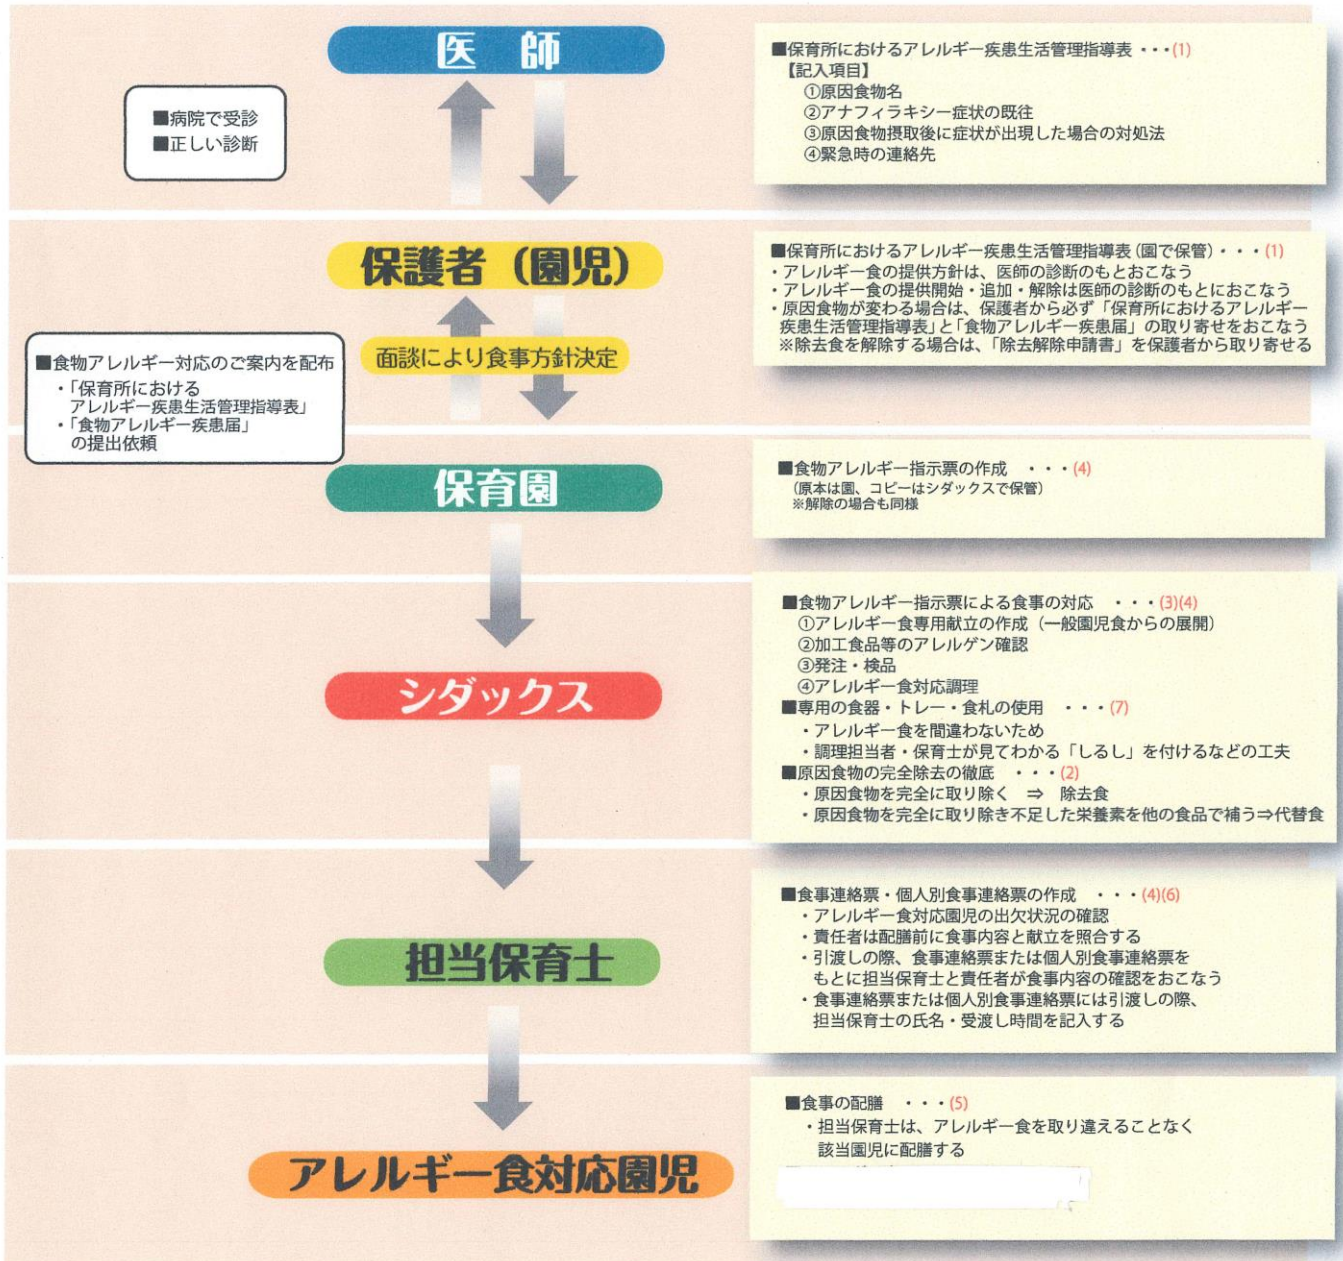 医 師
■病院で受診
■正しい診断
■保育所におけるアレルギー疾患生活管理指導表 ・・・(1)
【記入項目】
①原因食物名
②アナフィラキシー症状の既往
③原因食物摂取後に症状が出現した場合の対処法
④緊急時の連絡先
保護者（園児）
面談により食事方針決定
■保育所におけるアレルギー疾患生活管理指導表（園で保管）・・・(1)
・アレルギー食の提供方針は、医師の診断のもとおこなう
・アレルギー食の提供開始・追加・解除は医師の診断のもとにおこなう
・原因食物が変わる場合は、保護者から必ず「保育所におけるアレルギー
疾患生活管理指導表」と「食物アレルギー疾患届」の取り寄せをおこなう
※除去食を解除する場合は、「除去解除申請書」を保護者から取り寄せる
■食物アレルギー対応のご案内を配布
・「保育所における
アレルギー疾患生活管理指導表」
・「食物アレルギー疾患届」
の提出依頼
保育園
■食物アレルギー指示票の作成 ・・・(4)
（原本は園、コピーはシダックスで保管）
※解除の場合も同様
シダックス
■食物アレルギー指示票による食事の対応 ・・・(3)(4)
①アレルギー食専用献立の作成（一般園児食からの展開）
②加工食品等のアレルゲン確認
③発注・検品
④アレルギー食対応調理
■専用の食器・トレー・食札の使用 ・・・(7)
・アレルギー食を間違わないため
・調理担当者・保育士が見てわかる「しるし」を付けるなどの工夫
■原因食物の完全除去の徹底 ・・・(2)
・原因食物を完全に取り除く ⇒ 除去食
・原因食物を完全に取り除き不足した栄養素を他の食品で補う⇒代替食
担当保育士
■食事連絡票・個人別食事連絡票の作成 ・・・(4)(6)
・アレルギー食対応園児の出欠状況の確認
・責任者は配膳前に食事内容と献立を照合する
・引渡しの際、食事連絡票または個人別食事連絡票を
もとに担当保育士と責任者が食事内容の確認をおこなう
・食事連絡票または個人別食事連絡票には引渡しの際、
担当保育士の氏名・受渡し時間を記入する
アレルギー食対応園児
■食事の配膳 ・・・(5)
・担当保育士は、アレルギー食を取り違えることなく
該当園児に配膳する